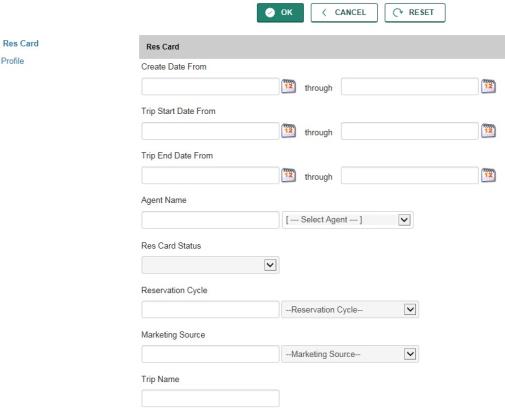 OK < CANCEL RESET
Res Card
Profile
Res Card
Create Date From
12 through 12
Trip Start Date From
12 through 12
Trip End Date From
12 through 12
Agent Name
[ --- Select Agent --- ]
Res Card Status
Reservation Cycle
--Reservation Cycle--
Marketing Source
--Marketing Source--
Trip Name